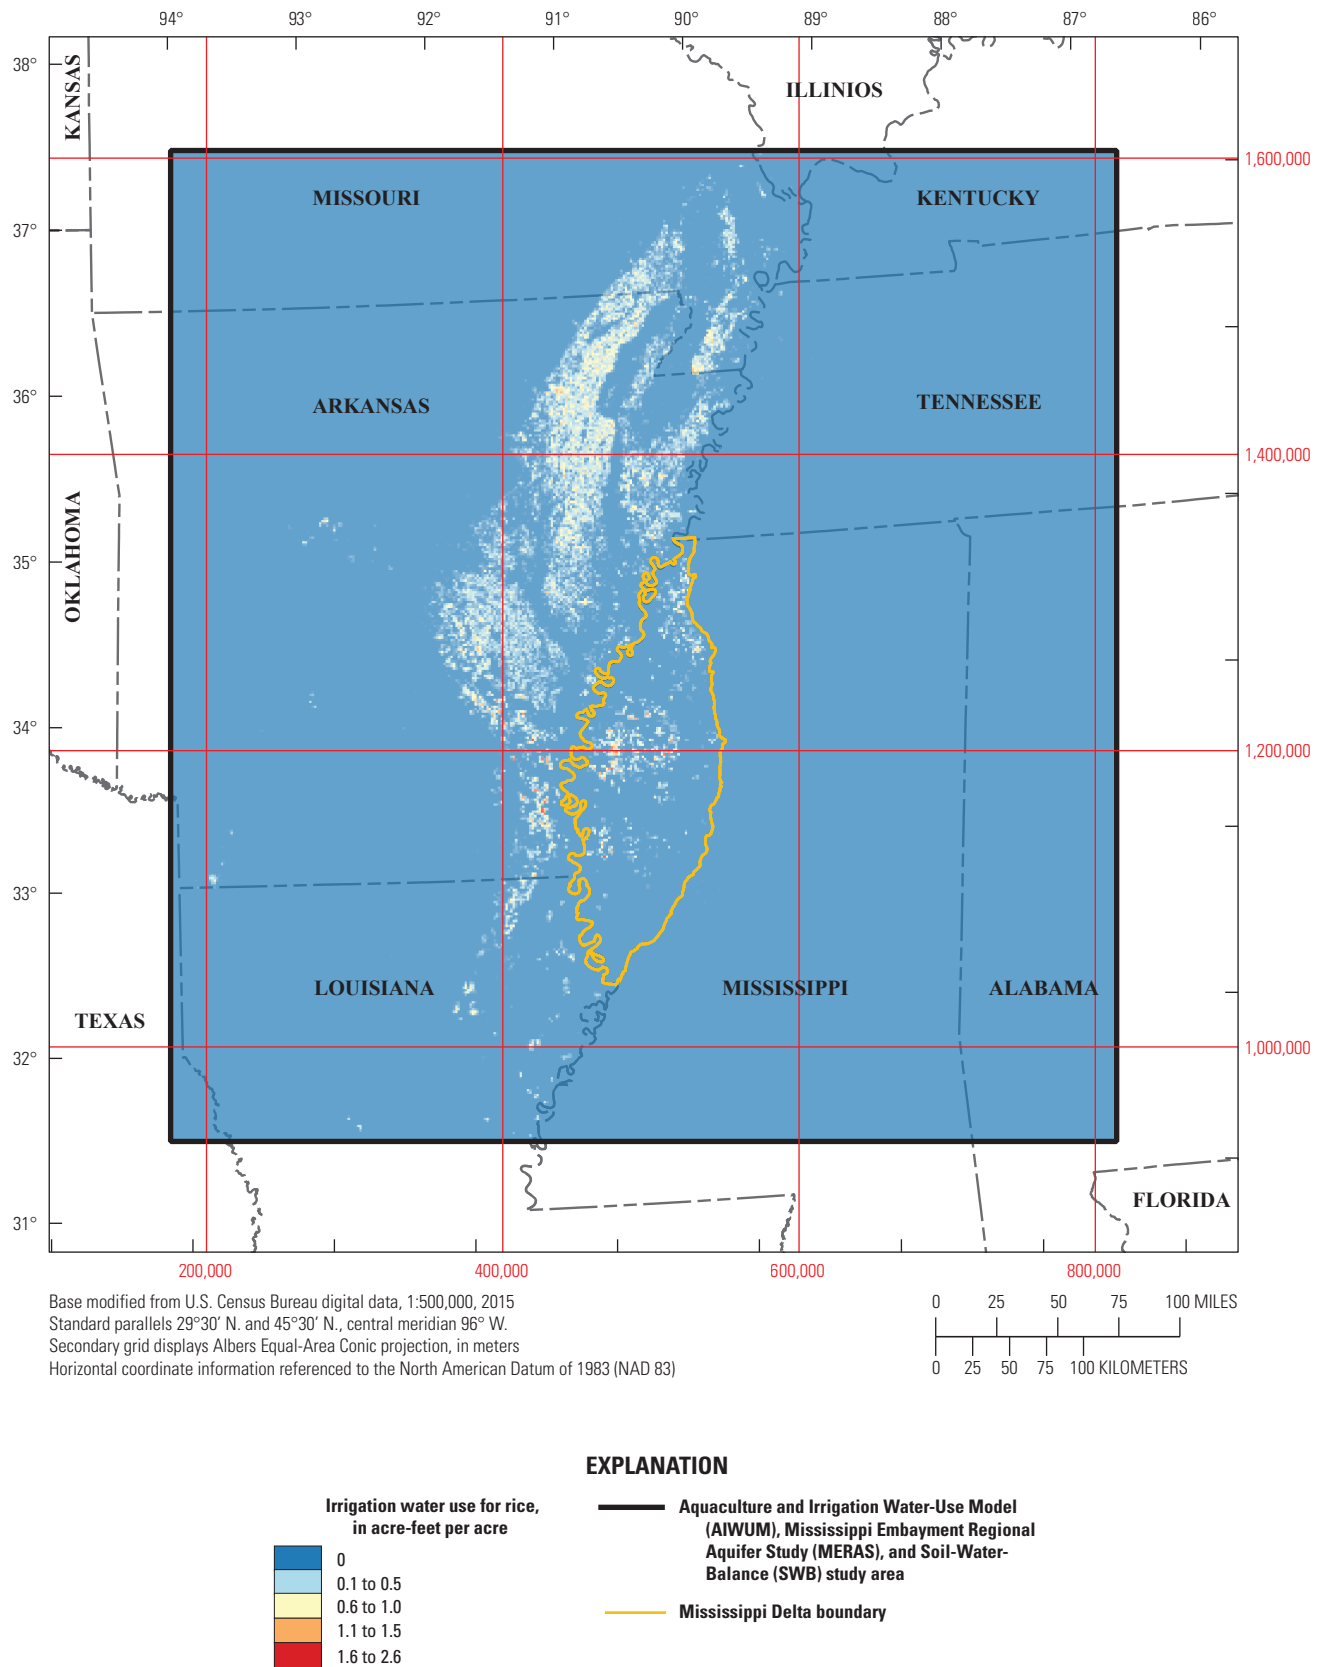 94° 93° 92° 91° 90° 89° 88° 87° 86°
38°
37°
36°
35°
34°
33°
32°
31°
KANSAS
ILLINIOS
MISSOURI
KENTUCKY
1,600,000
ARKANSAS
TENNESSEE
1,400,000
OKLAHOMA
1,200,000
LOUISIANA
MISSISSIPPI
ALABAMA
TEXAS
1,000,000
FLORIDA
200,000 400,000 600,000 800,000
Base modified from U.S. Census Bureau digital data, 1:500,000, 2015
Standard parallels 29°30′ N. and 45°30′ N., central meridian 96° W.
Secondary grid displays Albers Equal-Area Conic projection, in meters
Horizontal coordinate information referenced to the North American Datum of 1983 (NAD 83)
0 25 50 75 100 MILES
0 25 50 75 100 KILOMETERS
EXPLANATION
Irrigation water use for rice,
in acre-feet per acre
0
0.1 to 0.5
0.6 to 1.0
1.1 to 1.5
1.6 to 2.6
Aquaculture and Irrigation Water-Use Model
(AIWUM), Mississippi Embayment Regional
Aquifer Study (MERAS), and Soil-Water-
Balance (SWB) study area
Mississippi Delta boundary